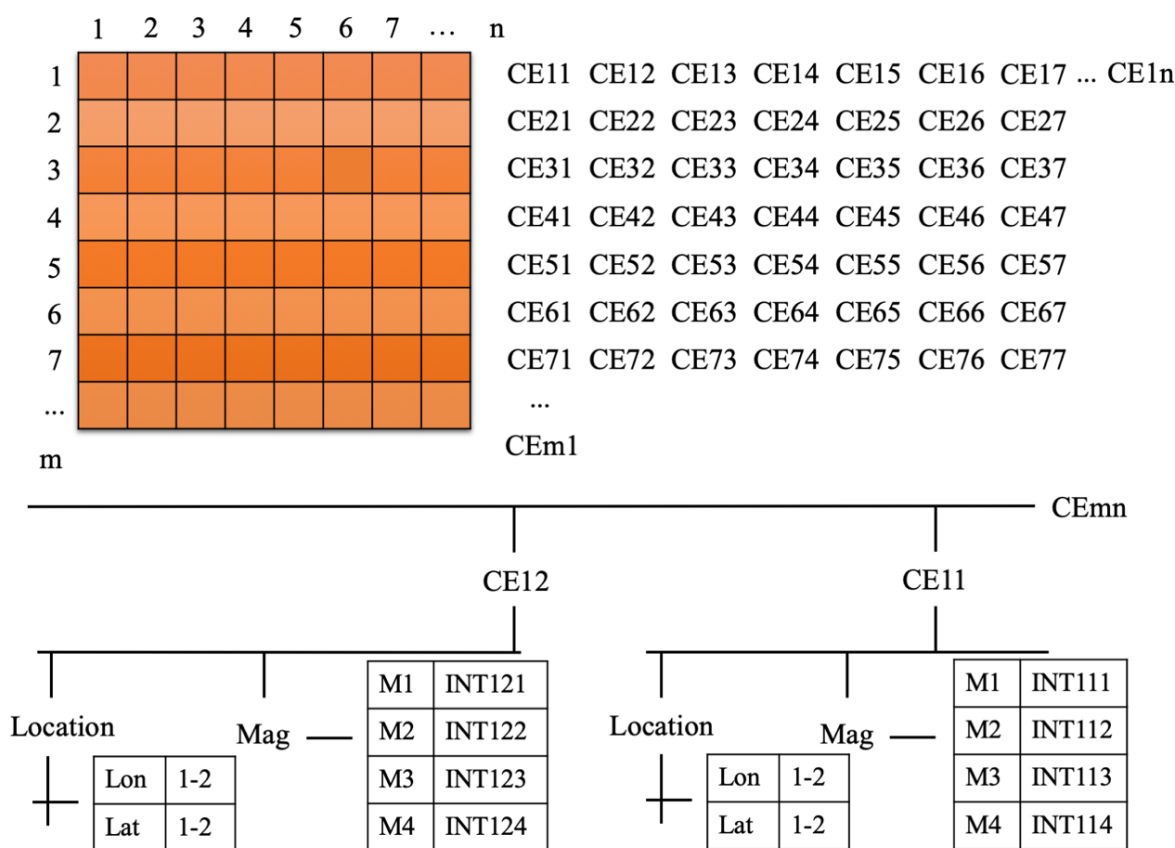 1 2 3 4 5 6 7 ... n
1 CE11 CE12 CE13 CE14 CE15 CE16 CE17 ... CE1n
2 CE21 CE22 CE23 CE24 CE25 CE26 CE27
3 CE31 CE32 CE33 CE34 CE35 CE36 CE37
4 CE41 CE42 CE43 CE44 CE45 CE46 CE47
5 CE51 CE52 CE53 CE54 CE55 CE56 CE57
6 CE61 CE62 CE63 CE64 CE65 CE66 CE67
7 CE71 CE72 CE73 CE74 CE75 CE76 CE77
... ...
m CEm1
CEmn
CE12
Location
Lon 1-2
Lat 1-2
Mag
M1 INT121
M2 INT122
M3 INT123
M4 INT124
CE11
Location
Lon 1-2
Lat 1-2
Mag
M1 INT111
M2 INT112
M3 INT113
M4 INT114